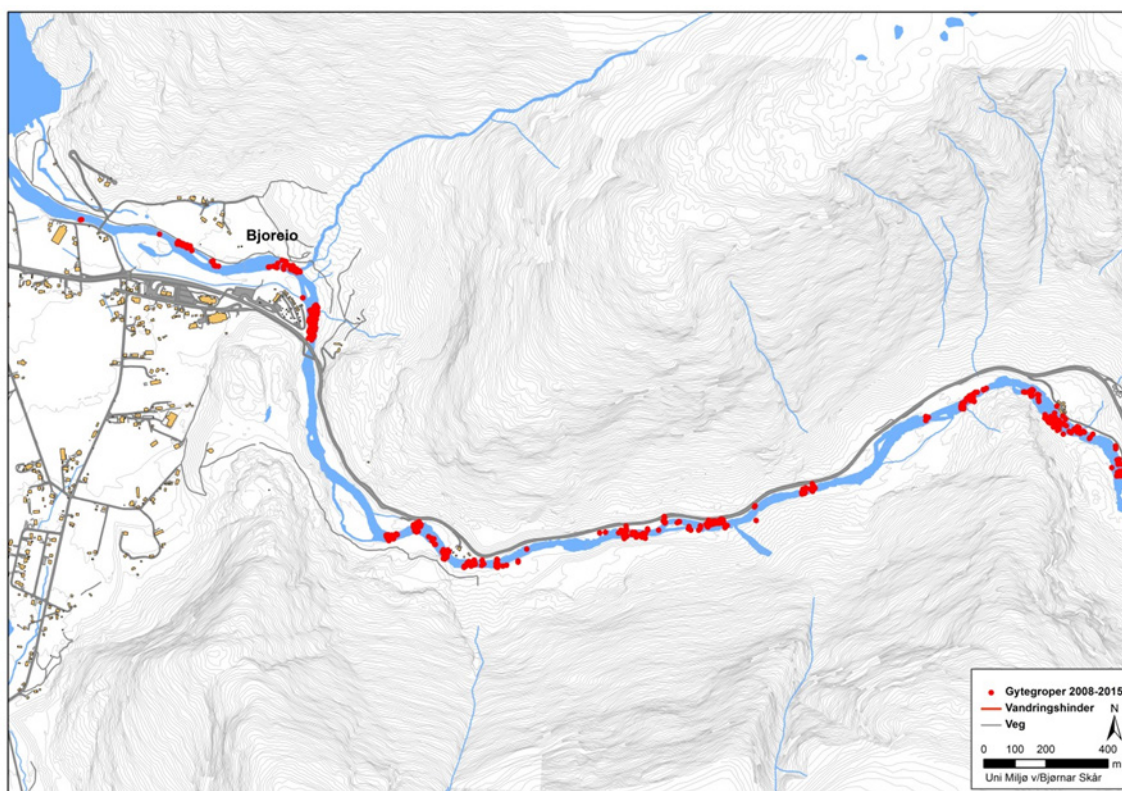 Bjoreio
Gytegroper 2008-2015
Vandringshinder
N
Veg
0 100 200 400
m
Uni Miljø v/Bjørnar Skår